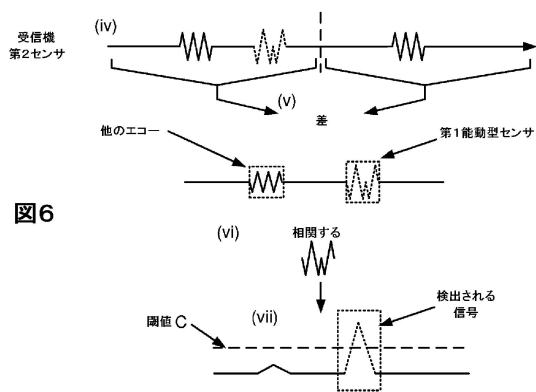 (iv)
受信機
第2センサ
(v)
差
他のエコー
第1能動型センサ
図6
(vi)
相関する
(vii)
検出される
信号
閾値 C